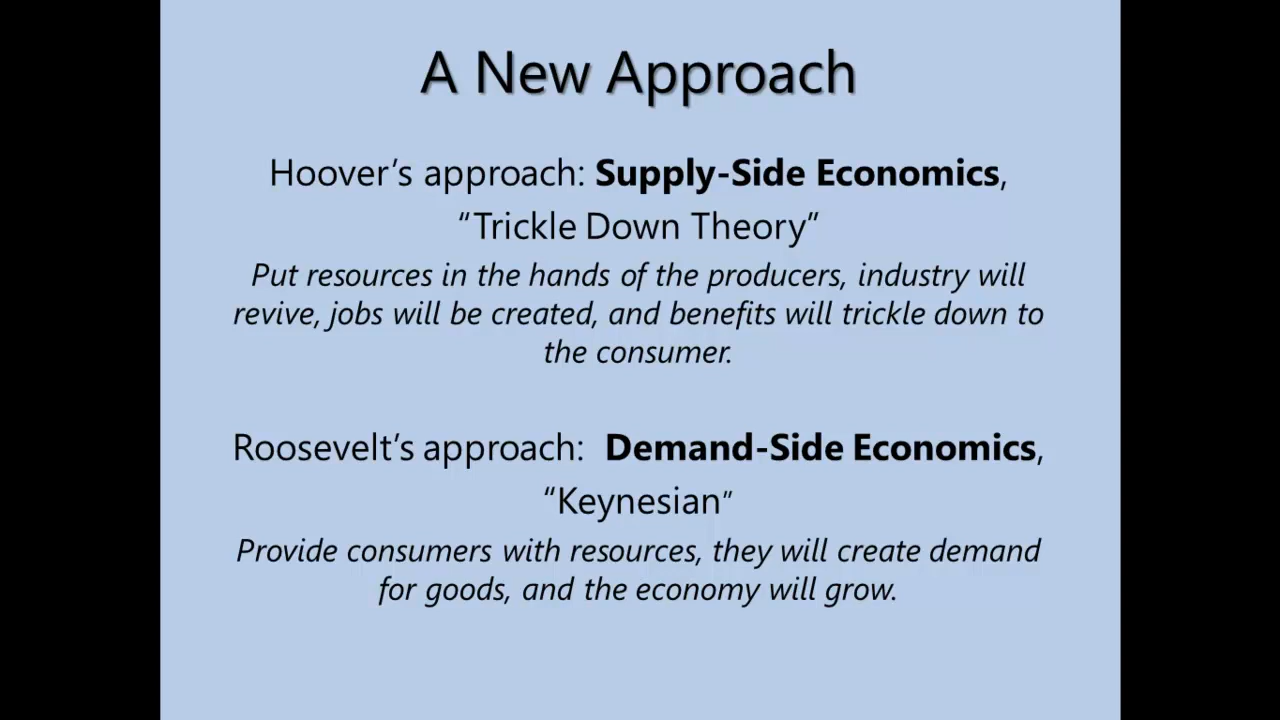 A New Approach
Hoover’s approach: Supply-Side Economics,
“Trickle Down Theory”
Put resources in the hands of the producers, industry will
revive, jobs will be created, and benefits will trickle down to
the consumer.
Roosevelt’s approach:  Demand-Side Economics,
“Keynesian”
Provide consumers with resources, they will create demand
for goods, and the economy will grow.